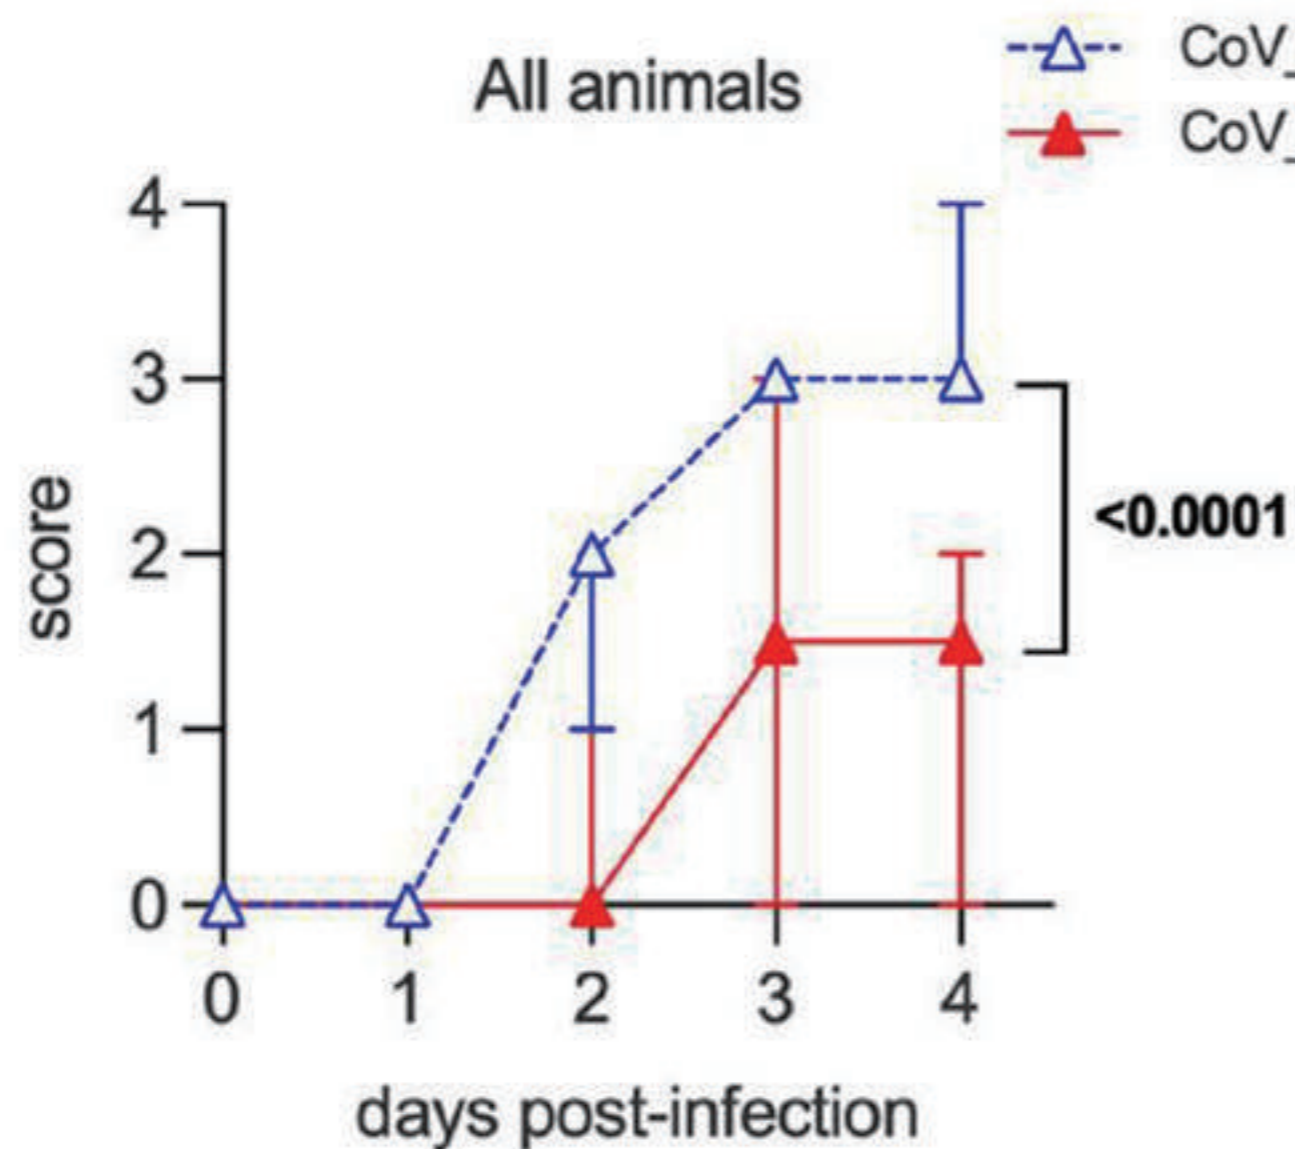 All animals
CoV_
CoV_
4
3
2
1
0
score
<0.0001
0 1 2 3 4
days post-infection